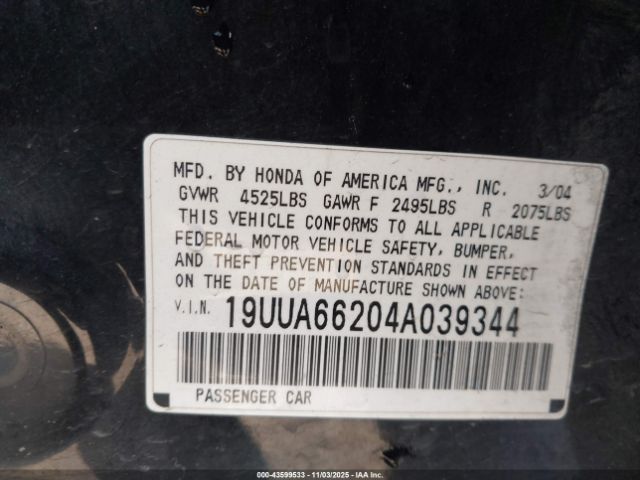 MFD. BY HONDA OF AMERICA MFG., INC. 3/04
GVWR 4525LBS GAWR F 2495LBS R 2075LBS
THIS VEHICLE CONFORMS TO ALL APPLICABLE
FEDERAL MOTOR VEHICLE SAFETY, BUMPER,
AND THEFT PREVENTION STANDARDS IN EFFECT
ON THE DATE OF MANUFACTURE SHOWN ABOVE:
V.I.N. 19UUA66204A039344
PASSENGER CAR
000-43599533 - 11/03/2025 - IAA Inc.